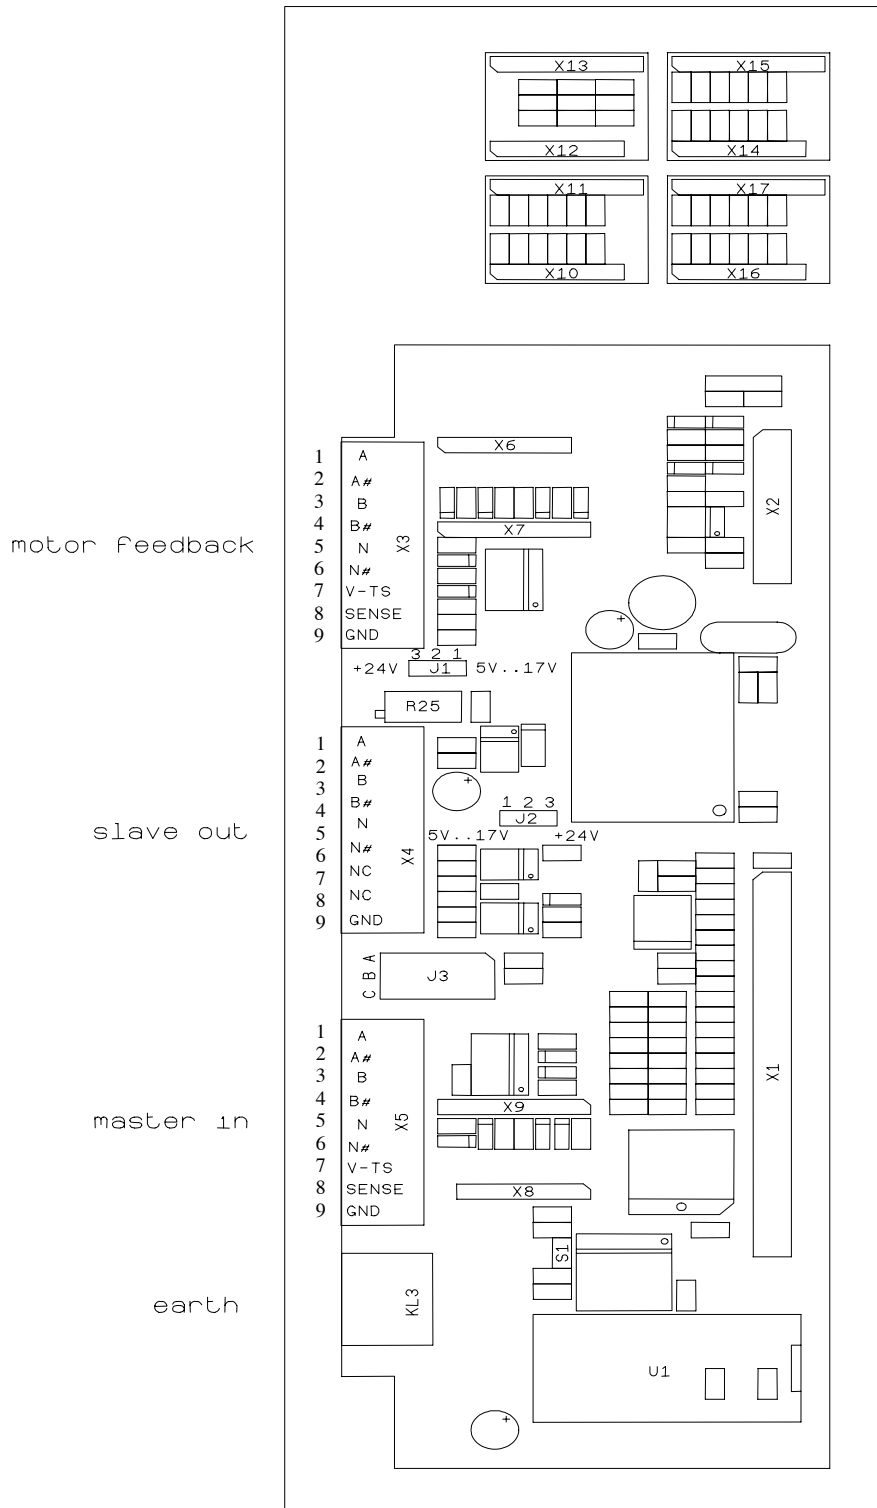 X13 X15
X12 X14
X11 X17
X10 X16
X6
X2
X7
motor feedback
X3
1 A
2 A#
3 B
4 B#
5 N
6 N#
7 V-TS
8 SENSE
9 GND
3 2 1
+24V J1 5V..17V
R25
slave out
X4
1 A
2 A#
3 B
4 B#
5 N
6 N#
7 NC
8 NC
9 GND
1 2 3
J2
5V..17V +24V
C B A
J3
X1
master in
X5
1 A
2 A#
3 B
4 B#
5 N
6 N#
7 V-TS
8 SENSE
9 GND
X9
X8
S1
earth
KL3
U1
+
+
+